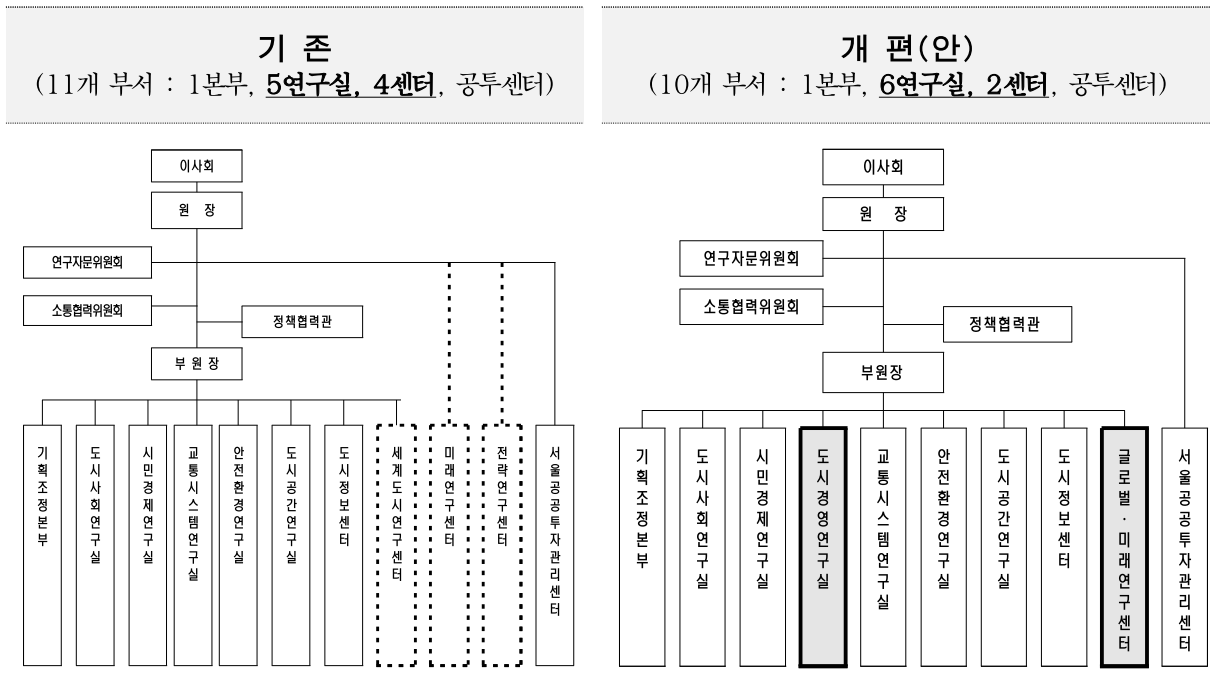 기 존
(11개 부서 : 1본부, 5연구실, 4센터, 공투센터)
이사회
원 장
연구자문위원회
소통협력위원회
정책협력관
부 원 장
기획조정본부
도시사회연구실
시민경제연구실
교통시스템연구실
안전환경연구실
도시공간연구실
도시정보센터
세계도시연구센터
미래연구센터
전략연구센터
서울공공투자관리센터
개 편(안)
(10개 부서 : 1본부, 6연구실, 2센터, 공투센터)
이사회
원 장
연구자문위원회
소통협력위원회
정책협력관
부원장
기획조정본부
도시사회연구실
시민경제연구실
도시경영연구실
교통시스템연구실
안전환경연구실
도시공간연구실
도시정보센터
글로벌·미래연구센터
서울공공투자관리센터